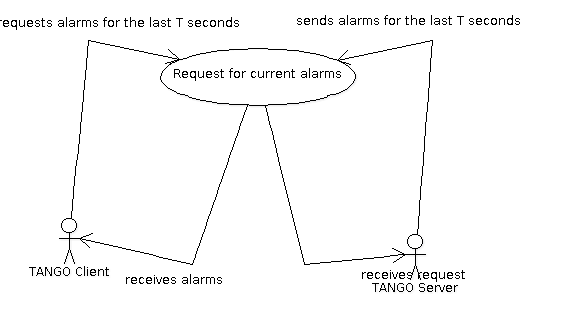 requests alarms for the last T seconds
sends alarms for the last T seconds
Request for current alarms
TANGO Client
receives alarms
receives request
TANGO Server